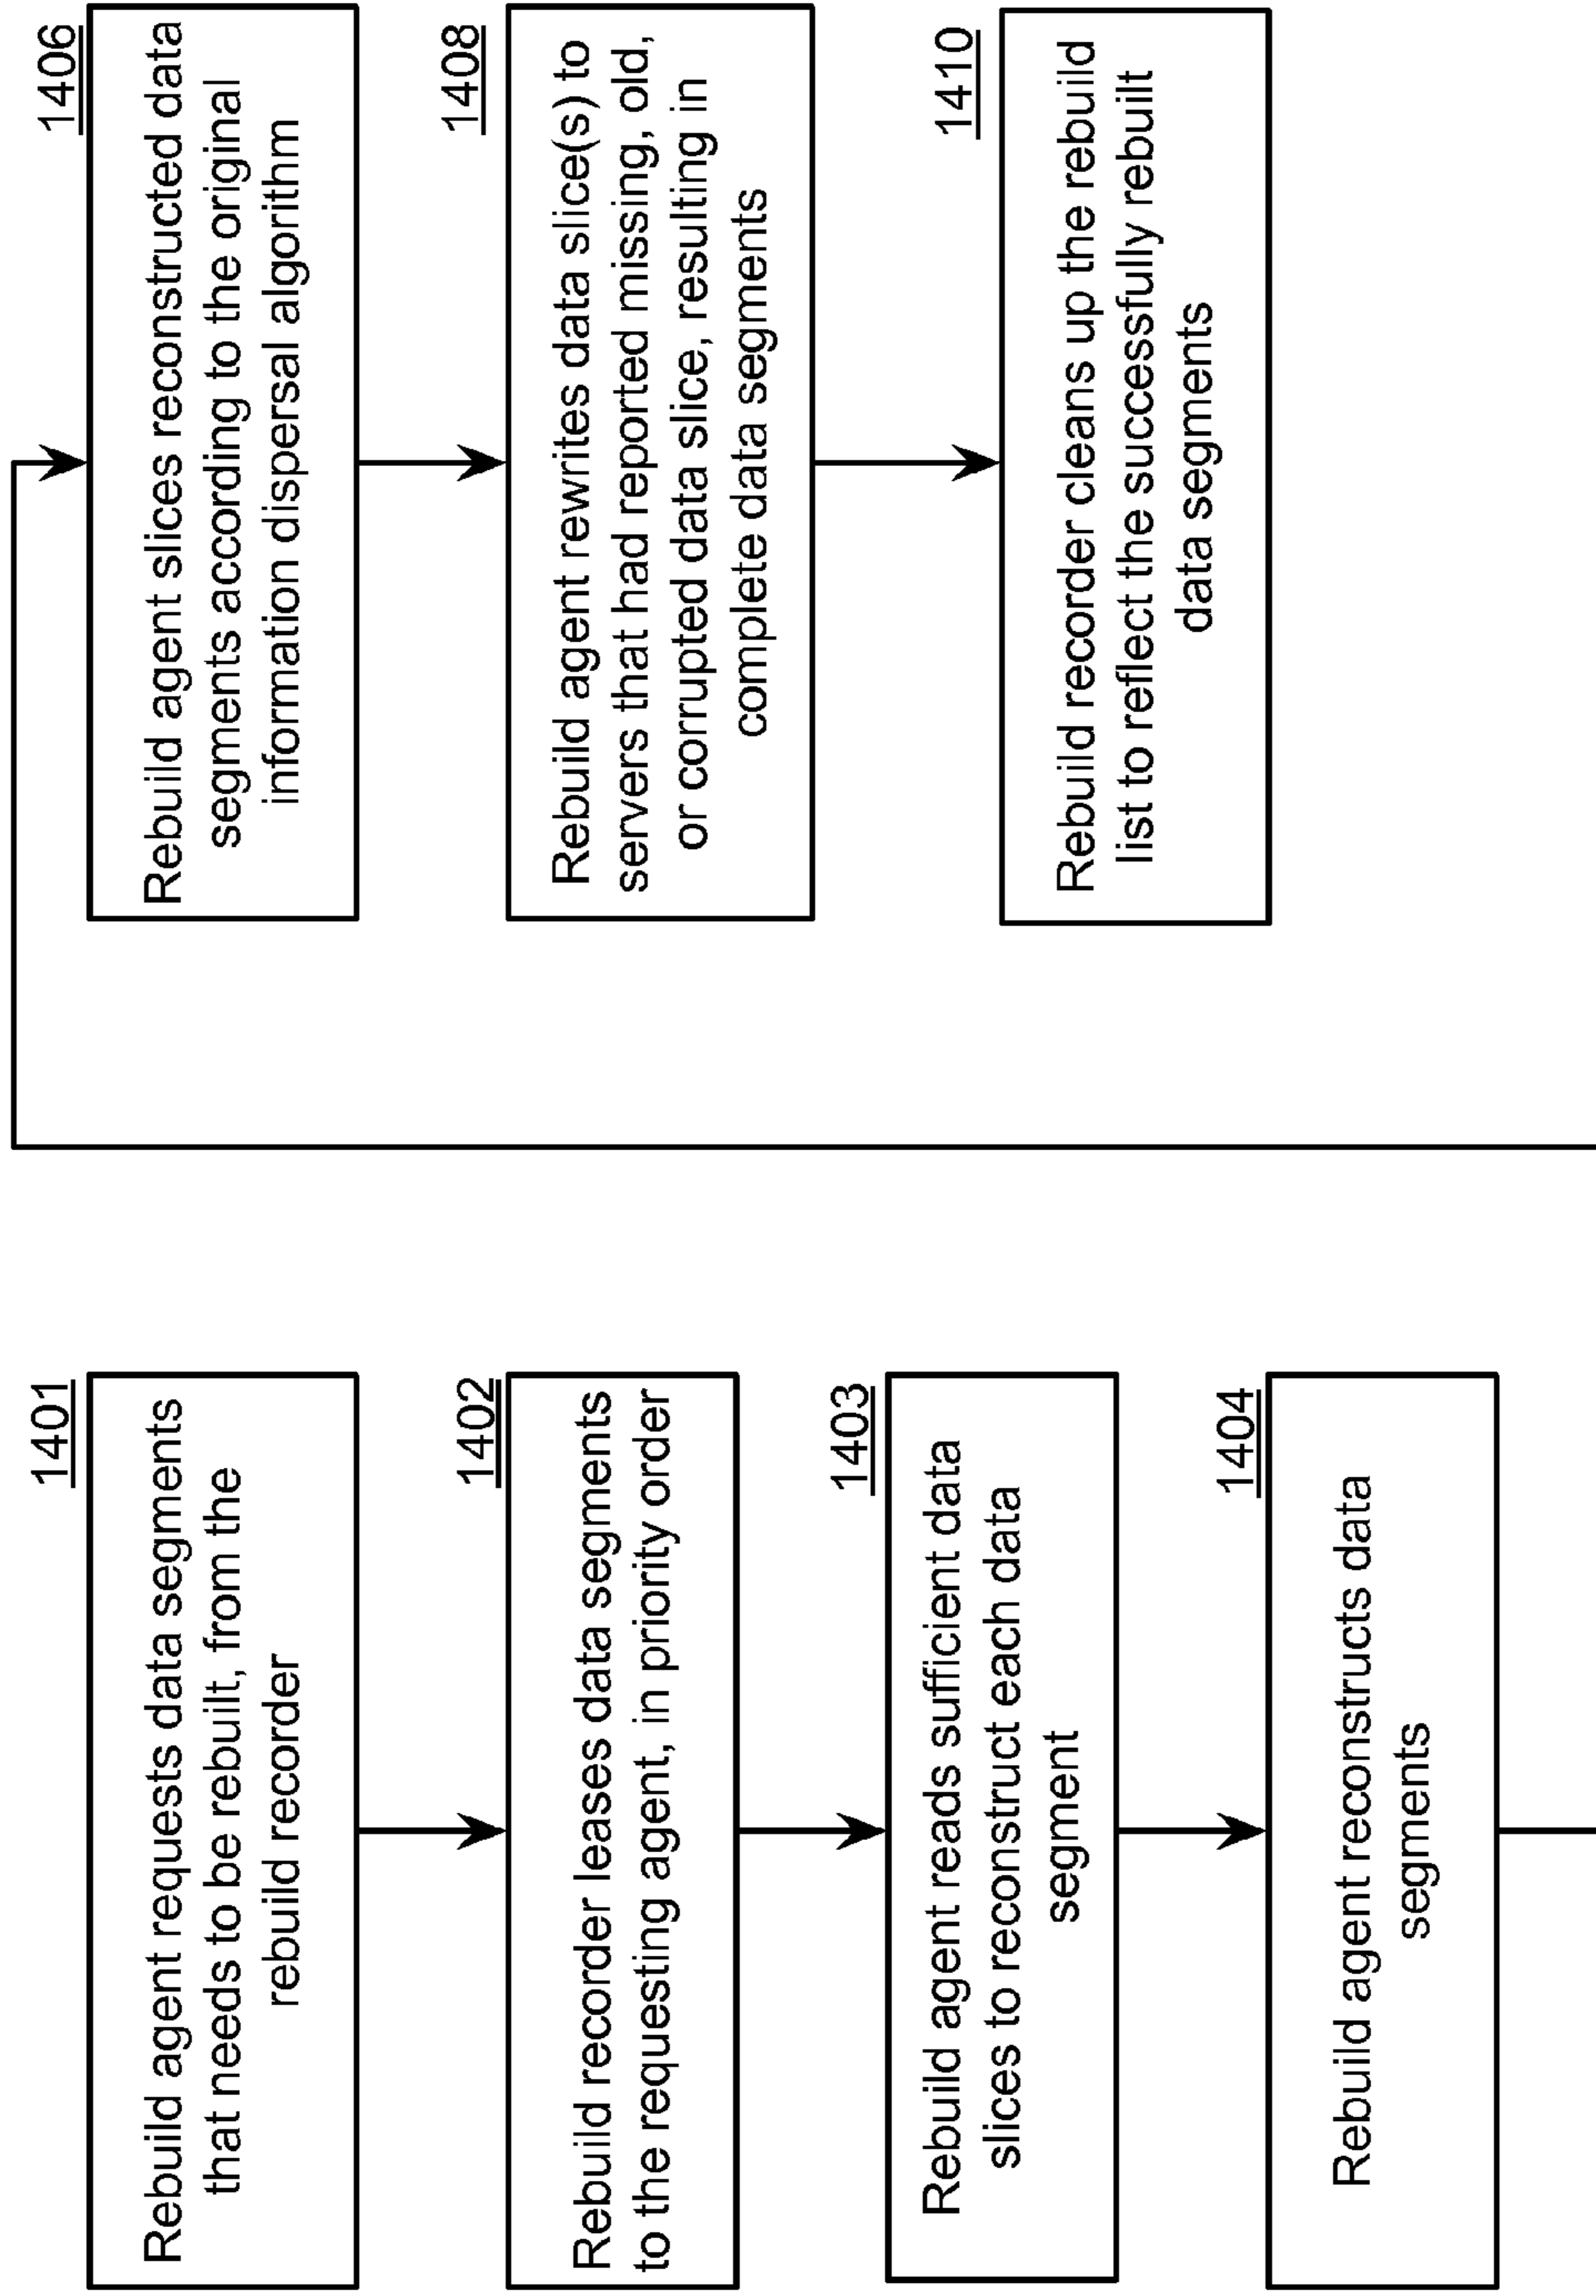 1401
Rebuild agent requests data segments
that needs to be rebuilt, from the
rebuild recorder
1402
Rebuild recorder leases data segments
to the requesting agent, in priority order
1403
Rebuild agent reads sufficient data
slices to reconstruct each data
segment
1404
Rebuild agent reconstructs data
segments
1406
Rebuild agent slices reconstructed data
segments according to the original
information dispersal algorithm
1408
Rebuild agent rewrites data slice(s) to
servers that had reported missing, old,
or corrupted data slice, resulting in
complete data segments
1410
Rebuild recorder cleans up the rebuild
list to reflect the successfully rebuilt
data segments